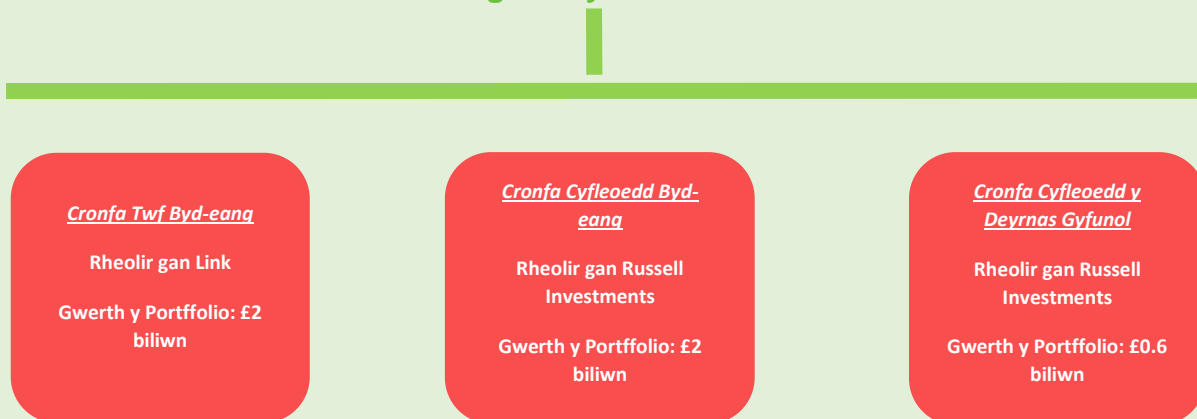 Cronfa Twf Byd-eang
Rheolir gan Link
Gwerth y Portffolio: £2
biliwn
Cronfa Cyfleoedd Byd-
eang
Rheolir gan Russell
Investments
Gwerth y Portffolio: £2
biliwn
Cronfa Cyfleoedd y
Deyrnas Gyfunol
Rheolir gan Russell
Investments
Gwerth y Portffolio: £0.6
biliwn